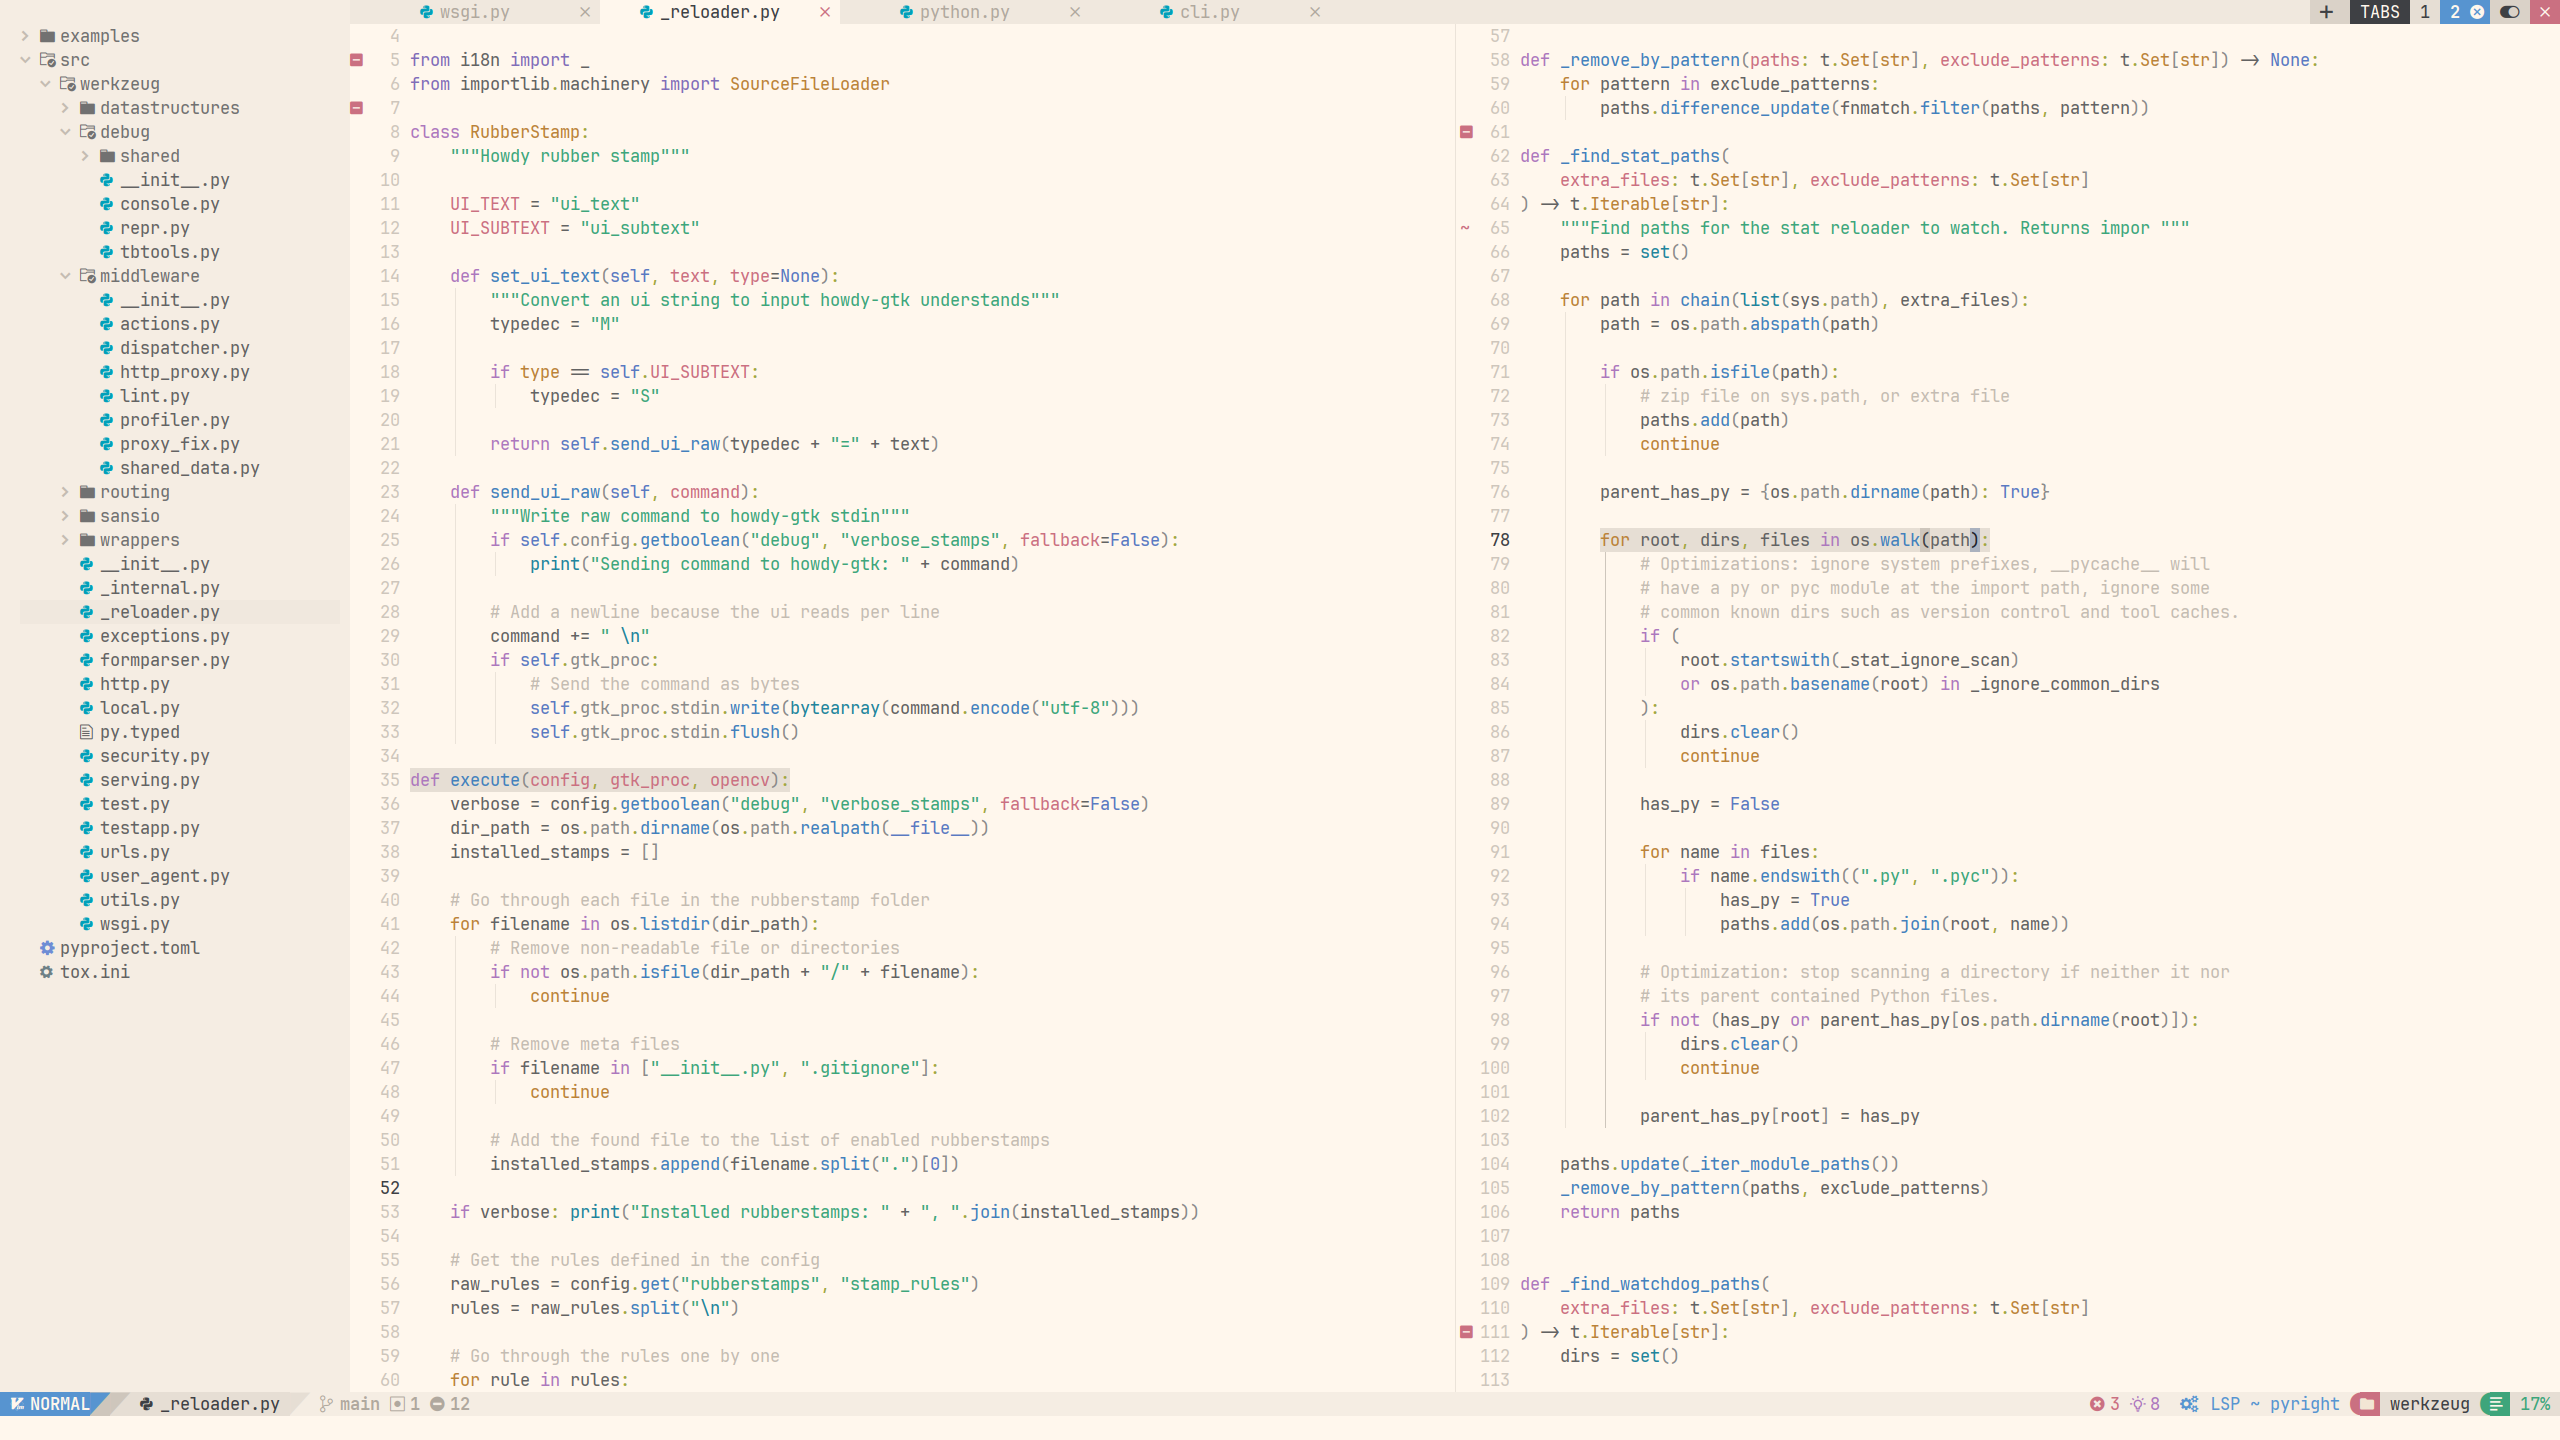 wsgi.py
_reloader.py
python.py
cli.py
TABS 1 2
examples
src
werkzeug
datastructures
debug
shared
__init__.py
console.py
repr.py
tbtools.py
middleware
__init__.py
actions.py
dispatcher.py
http_proxy.py
lint.py
profiler.py
proxy_fix.py
shared_data.py
routing
sansio
wrappers
__init__.py
_internal.py
_reloader.py
exceptions.py
formparser.py
http.py
local.py
py.typed
security.py
serving.py
test.py
testapp.py
urls.py
user_agent.py
utils.py
wsgi.py
pyproject.toml
tox.ini
4
5 from i18n import _
6 from importlib.machinery import SourceFileLoader
7
8 class RubberStamp:
9     """Howdy rubber stamp"""
10
11     UI_TEXT = "ui_text"
12     UI_SUBTEXT = "ui_subtext"
13
14     def set_ui_text(self, text, type=None):
15         """Convert an ui string to input howdy-gtk understands"""
16         typedec = "M"
17
18         if type == self.UI_SUBTEXT:
19             typedec = "S"
20
21         return self.send_ui_raw(typedec + "=" + text)
22
23     def send_ui_raw(self, command):
24         """Write raw command to howdy-gtk stdin"""
25         if self.config.getboolean("debug", "verbose_stamps", fallback=False):
26             print("Sending command to howdy-gtk: " + command)
27
28         # Add a newline because the ui reads per line
29         command += " \n"
30         if self.gtk_proc:
31             # Send the command as bytes
32             self.gtk_proc.stdin.write(bytearray(command.encode("utf-8")))
33             self.gtk_proc.stdin.flush()
34
35 def execute(config, gtk_proc, opencv):
36     verbose = config.getboolean("debug", "verbose_stamps", fallback=False)
37     dir_path = os.path.dirname(os.path.realpath(__file__))
38     installed_stamps = []
39
40     # Go through each file in the rubberstamp folder
41     for filename in os.listdir(dir_path):
42         # Remove non-readable file or directories
43         if not os.path.isfile(dir_path + "/" + filename):
44             continue
45
46         # Remove meta files
47         if filename in ["__init__.py", ".gitignore"]:
48             continue
49
50         # Add the found file to the list of enabled rubberstamps
51         installed_stamps.append(filename.split(".")[0])
52
53     if verbose: print("Installed rubberstamps: " + ", ".join(installed_stamps))
54
55     # Get the rules defined in the config
56     raw_rules = config.get("rubberstamps", "stamp_rules")
57     rules = raw_rules.split("\n")
58
59     # Go through the rules one by one
60     for rule in rules:
57
58 def _remove_by_pattern(paths: t.Set[str], exclude_patterns: t.Set[str]) -> None:
59     for pattern in exclude_patterns:
60         paths.difference_update(fnmatch.filter(paths, pattern))
61
62 def _find_stat_paths(
63     extra_files: t.Set[str], exclude_patterns: t.Set[str]
64 ) -> t.Iterable[str]:
~ 65     """Find paths for the stat reloader to watch. Returns impor """
66     paths = set()
67
68     for path in chain(list(sys.path), extra_files):
69         path = os.path.abspath(path)
70
71         if os.path.isfile(path):
72             # zip file on sys.path, or extra file
73             paths.add(path)
74             continue
75
76         parent_has_py = {os.path.dirname(path): True}
77
78         for root, dirs, files in os.walk(path):
79             # Optimizations: ignore system prefixes, __pycache__ will
80             # have a py or pyc module at the import path, ignore some
81             # common known dirs such as version control and tool caches.
82             if (
83                 root.startswith(_stat_ignore_scan)
84                 or os.path.basename(root) in _ignore_common_dirs
85             ):
86                 dirs.clear()
87                 continue
88
89             has_py = False
90
91             for name in files:
92                 if name.endswith((".py", ".pyc")):
93                     has_py = True
94                     paths.add(os.path.join(root, name))
95
96             # Optimization: stop scanning a directory if neither it nor
97             # its parent contained Python files.
98             if not (has_py or parent_has_py[os.path.dirname(root)]):
99                 dirs.clear()
100                 continue
101
102             parent_has_py[root] = has_py
103
104     paths.update(_iter_module_paths())
105     _remove_by_pattern(paths, exclude_patterns)
106     return paths
107
108
109 def _find_watchdog_paths(
110     extra_files: t.Set[str], exclude_patterns: t.Set[str]
111 ) -> t.Iterable[str]:
112     dirs = set()
113
NORMAL _reloader.py main 1 12
3 8 LSP ~ pyright werkzeug 17%